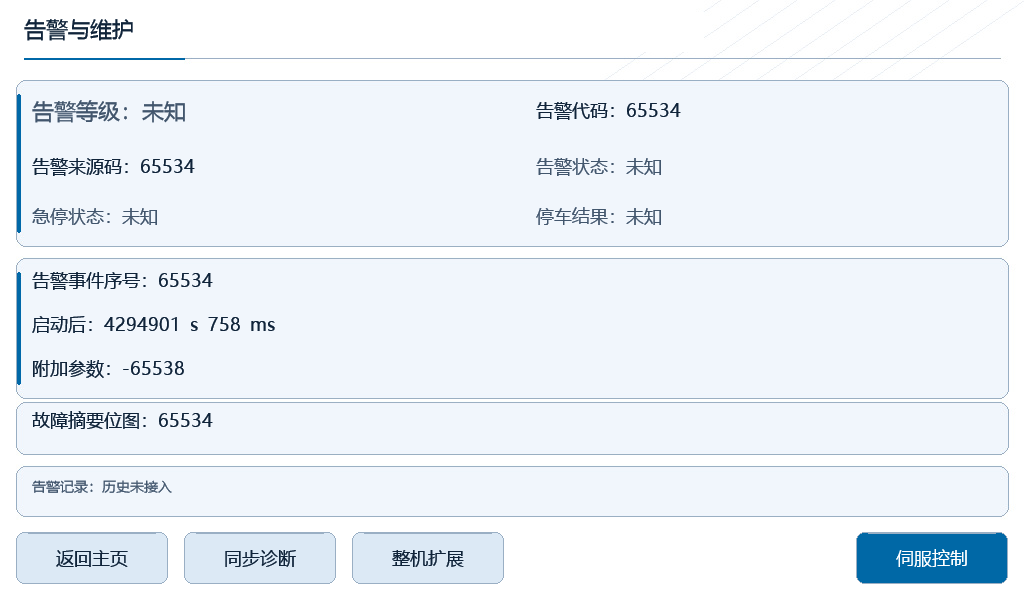 告警与维护
告警等级：未知
告警代码：65534
告警来源码：65534
告警状态：未知
急停状态：未知
停车结果：未知
告警事件序号：65534
启动后：4294901 s 758 ms
附加参数：-65538
故障摘要位图：65534
告警记录：历史未接入
返回主页
同步诊断
整机扩展
伺服控制